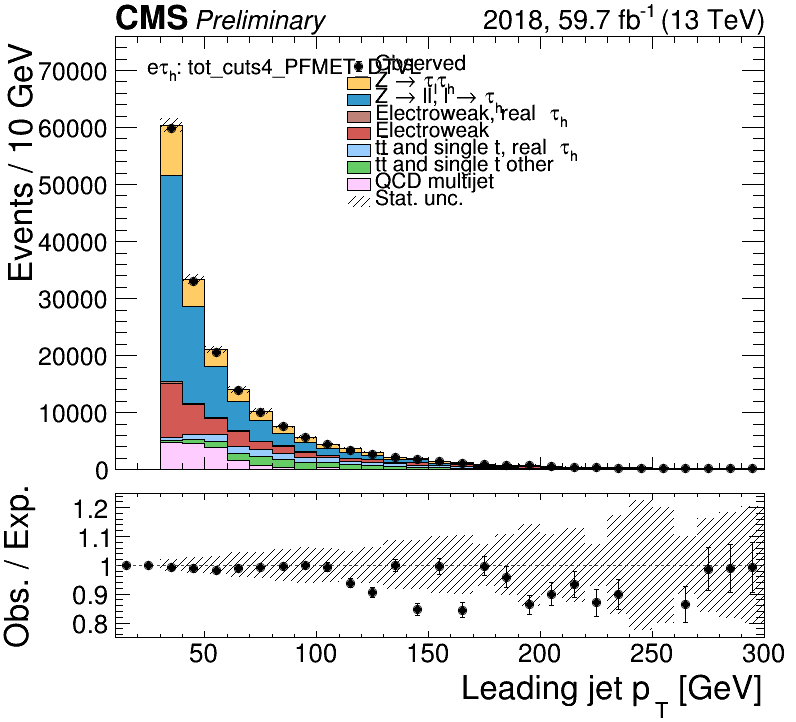 CMS Preliminary 2018, 59.7 fb⁻¹ (13 TeV)
Events / 10 GeV
70000
60000
50000
40000
30000
20000
10000
0
eτh: tot_cuts4_PFMET
Observed
Z → τlτh
Z → ll, l → τh
Electroweak, real τh
Electroweak
tt̄ and single t, real τh
tt̄ and single t other
QCD multijet
Stat. unc.
Obs. / Exp.
1.2
1.1
1
0.9
0.8
50 100 150 200 250 300
Leading jet pT [GeV]